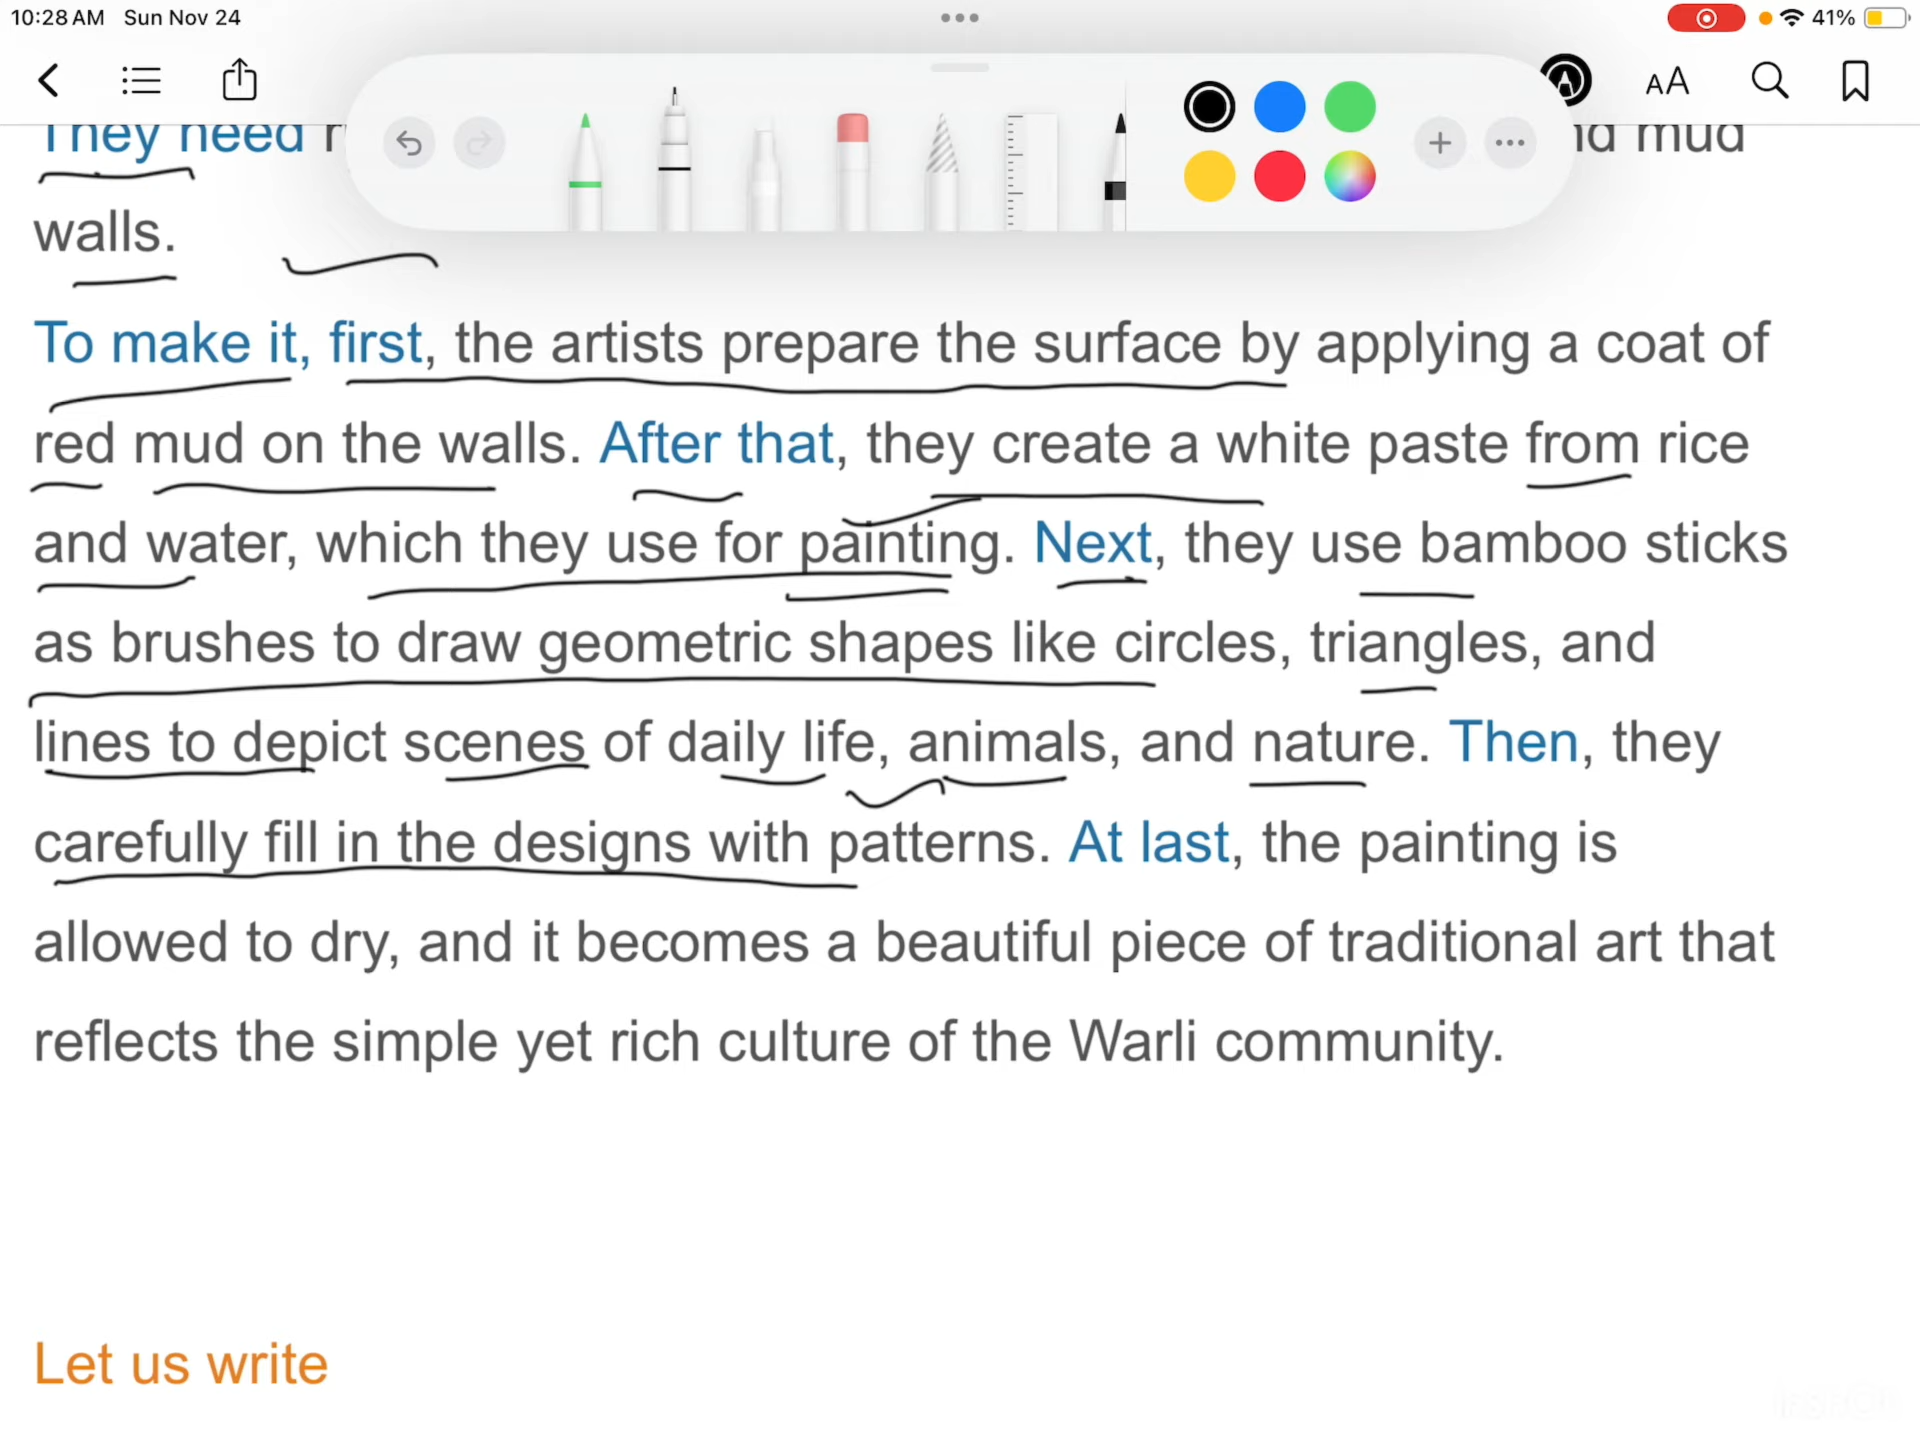 10:28 AM Sun Nov 24
41%
AA
They need
nd mud
walls.
To make it, first, the artists prepare the surface by applying a coat of
red mud on the walls. After that, they create a white paste from rice
and water, which they use for painting. Next, they use bamboo sticks
as brushes to draw geometric shapes like circles, triangles, and
lines to depict scenes of daily life, animals, and nature. Then, they
carefully fill in the designs with patterns. At last, the painting is
allowed to dry, and it becomes a beautiful piece of traditional art that
reflects the simple yet rich culture of the Warli community.
Let us write